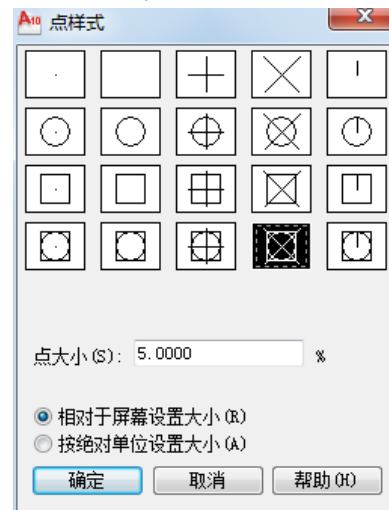 A10 点样式
点大小(S): 5.0000 %
相对于屏幕设置大小(R)
按绝对单位设置大小(A)
确定 取消 帮助(H)